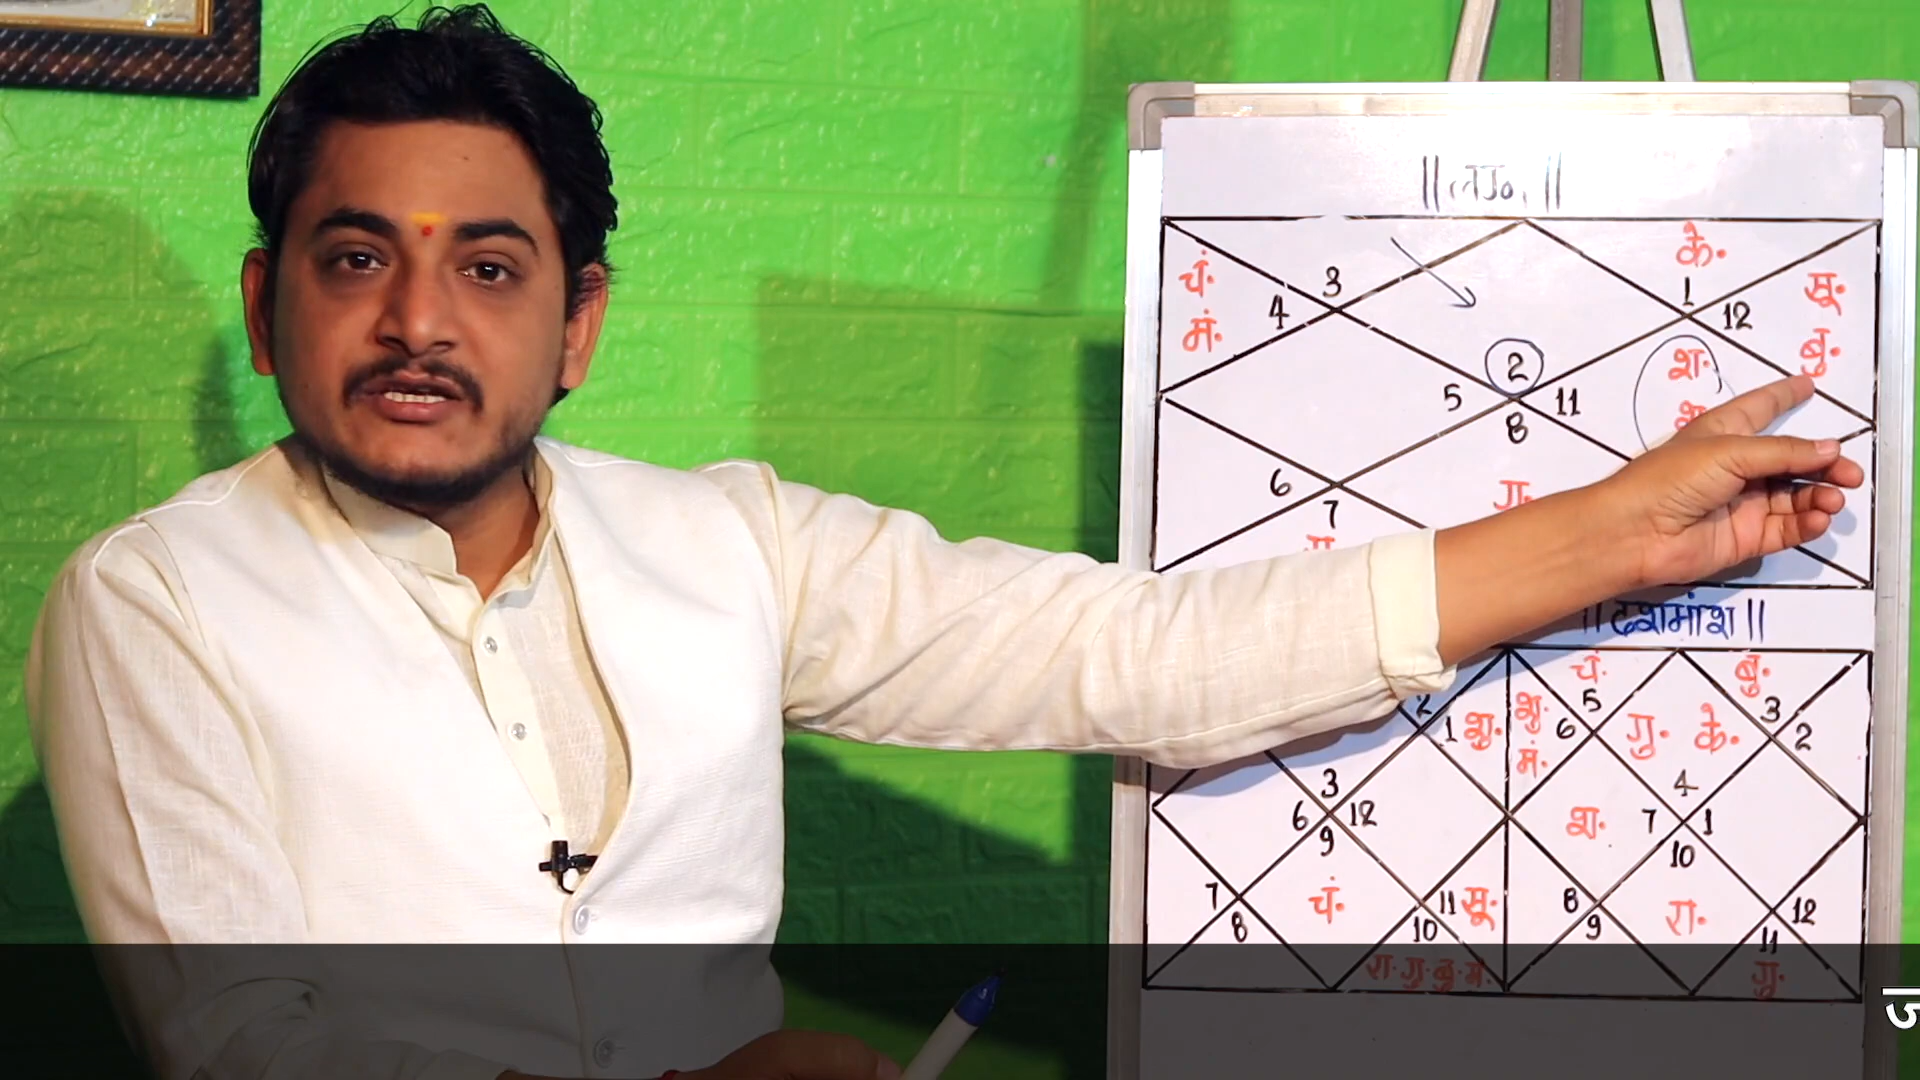 || लग्न ||
के॰
चं॰ 3 1 सू॰
4 12
मं॰ 2 श॰ बु॰
5 11
8
6 7
गु॰
|| दशमांश ||
चं॰ बु॰
2 5 3
1 शु॰ शु॰ 6 गु॰ के॰ 2
मं॰
3 4
6 12 श॰ 7 1
9 10
7 चं॰ 11 सू॰ 8 रा॰ 12
8 10 9 11